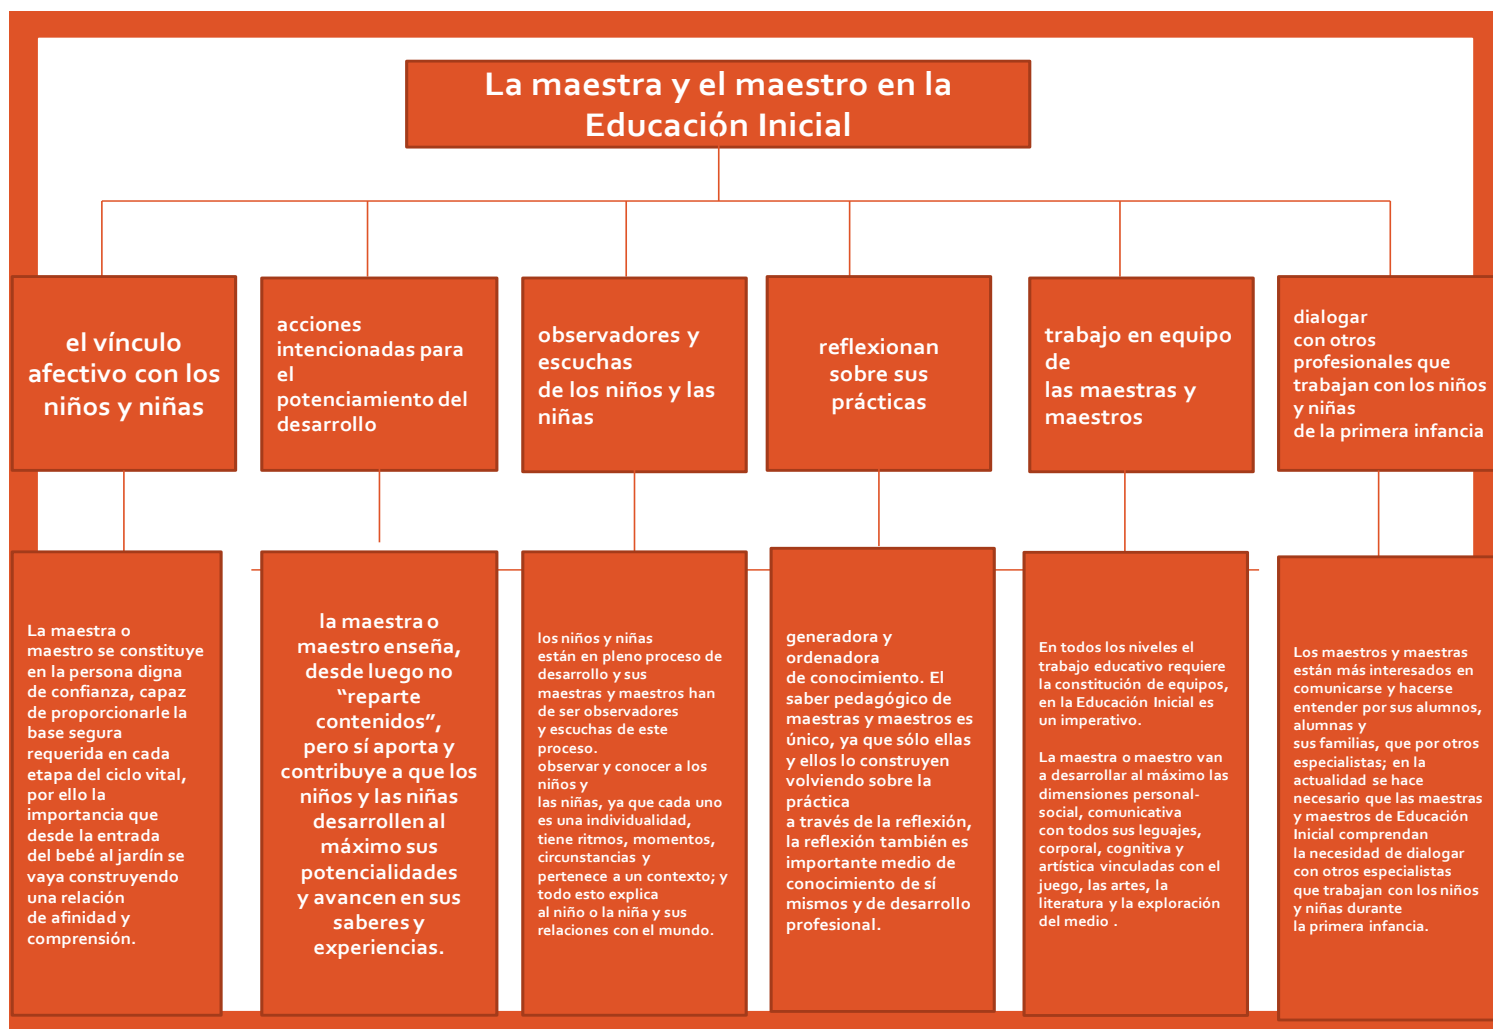 La maestra y el maestro en la
Educación Inicial
el vínculo
afectivo con los
niños y niñas
acciones
intencionadas para
el
potenciamiento del
desarrollo
observadores y
escuchas
de los niños y las
niñas
reflexionan
sobre sus
prácticas
trabajo en equipo
de
las maestras y
maestros
dialogar
con otros
profesionales que
trabajan con los niños
y niñas
de la primera infancia
La maestra o
maestro se constituye
en la persona digna
de confianza, capaz
de proporcionarle la
base segura
requerida en cada
etapa del ciclo vital,
por ello la
importancia que
desde la entrada
del bebé al jardín se
vaya construyendo
una relación
de afinidad y
comprensión.
la maestra o
maestro enseña,
desde luego no
“reparte
contenidos”,
pero sí aporta y
contribuye a que los
niños y las niñas
desarrollen al
máximo sus
potencialidades
y avancen en sus
saberes y
experiencias.
los niños y niñas
están en pleno proceso de
desarrollo y sus
maestras y maestros han
de ser observadores
y escuchas de este
proceso.
observar y conocer a los
niños y
las niñas, ya que cada uno
es una individualidad,
tiene ritmos, momentos,
circunstancias y
pertenece a un contexto; y
todo esto explica
al niño o la niña y sus
relaciones con el mundo.
generadora y
ordenadora
de conocimiento. El
saber pedagógico de
maestras y maestros es
único, ya que sólo ellas
y ellos lo construyen
volviendo sobre la
práctica
a través de la reflexión,
la reflexión también es
importante medio de
conocimiento de sí
mismos y de desarrollo
profesional.
En todos los niveles el
trabajo educativo requiere
la constitución de equipos,
en la Educación Inicial es
un imperativo.
La maestra o maestro van
a desarrollar al máximo las
dimensiones personal-
social, comunicativa
con todos sus leguajes,
corporal, cognitiva y
artística vinculadas con el
juego, las artes, la
literatura y la exploración
del medio .
Los maestros y maestras
están más interesados en
comunicarse y hacerse
entender por sus alumnos,
alumnas y
sus familias, que por otros
especialistas; en la
actualidad se hace
necesario que las maestras
y maestros de Educación
Inicial comprendan
la necesidad de dialogar
con otros especialistas
que trabajan con los niños
y niñas durante
la primera infancia.